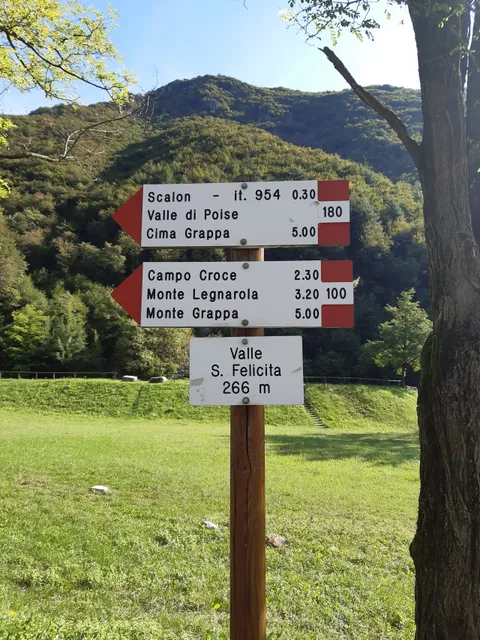 Scalon - it. 954 0.30
Valle di Poise 180
Cima Grappa 5.00
Campo Croce 2.30
Monte Legnarola 3.20 100
Monte Grappa 5.00
Valle
S. Felicita
266 m